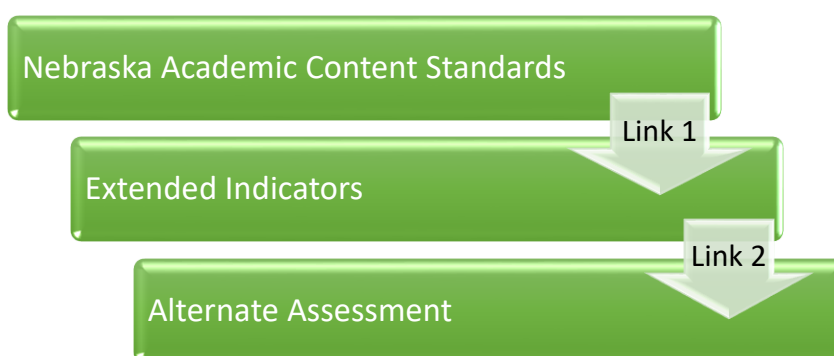 Nebraska Academic Content Standards
Link 1
Extended Indicators
Link 2
Alternate Assessment